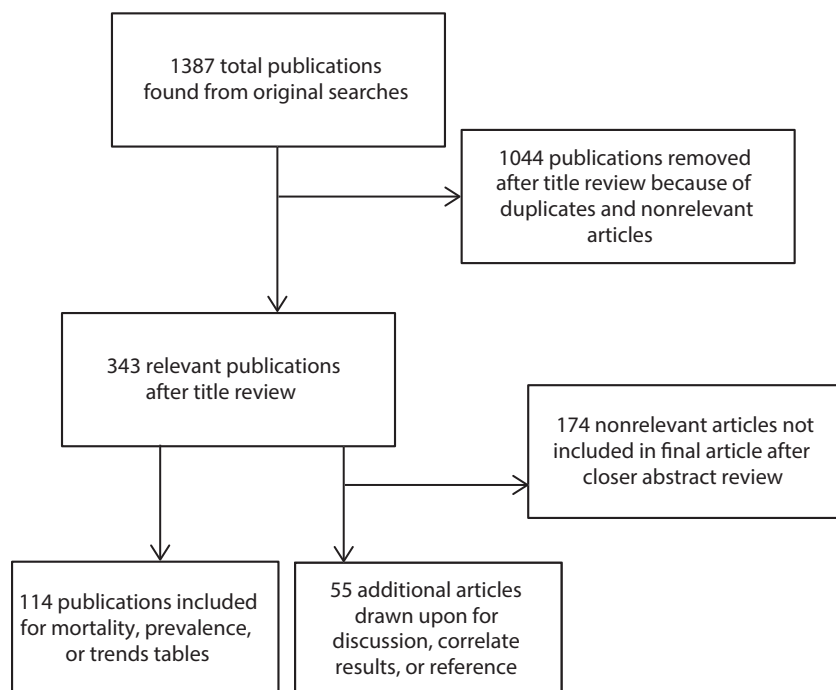 1387 total publications
found from original searches
1044 publications removed
after title review because of
duplicates and nonrelevant
articles
343 relevant publications
after title review
174 nonrelevant articles not
included in final article after
closer abstract review
114 publications included
for mortality, prevalence,
or trends tables
55 additional articles
drawn upon for
discussion, correlate
results, or reference